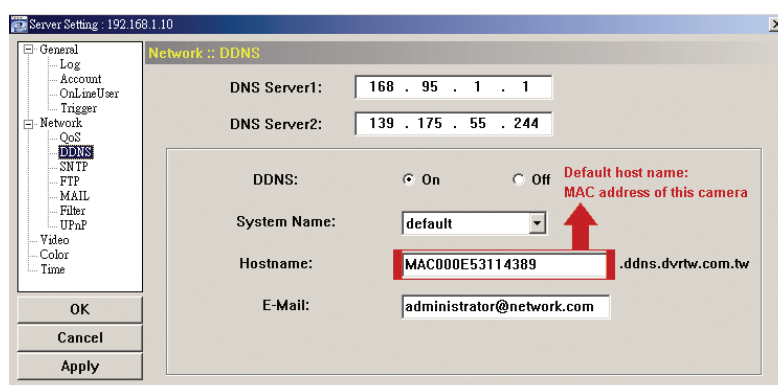 Server Setting : 192.168.1.10
General
Log
Account
OnLineUser
Trigger
Network
QoS
DDNS
SNTP
FTP
MAIL
Filter
UPnP
Video
Color
Time
OK
Cancel
Apply
Network :: DDNS
DNS Server1: 168 . 95 . 1 . 1
DNS Server2: 139 . 175 . 55 . 244
DDNS: On Off
Default host name:
MAC address of this camera
System Name: default
Hostname: MAC000E53114389 .ddns.dvrtw.com.tw
E-Mail: administrator@network.com